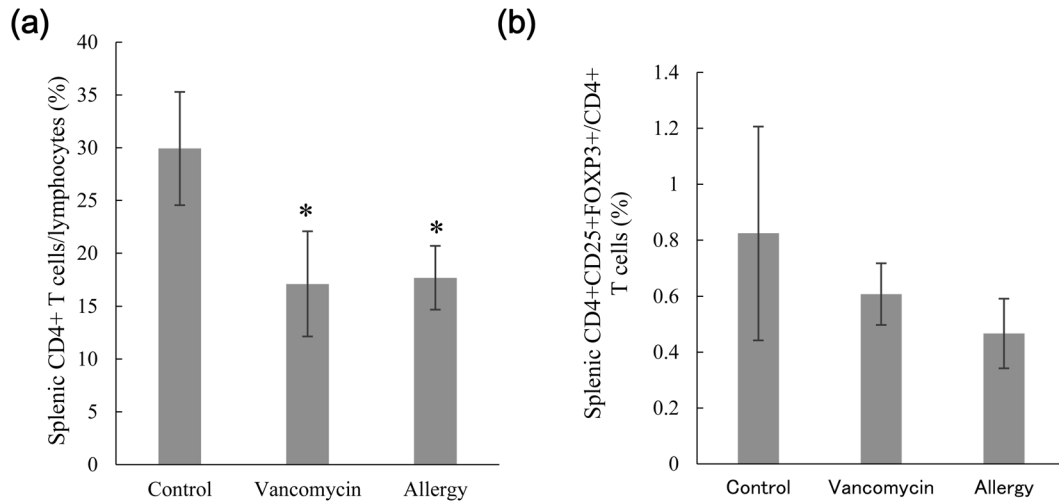 (a)
Splenic CD4+ T cells/lymphocytes (%)
40
35
30
25
20
15
10
5
0
*
*
Control Vancomycin Allergy
(b)
Splenic CD4+CD25+FOXP3+/CD4+
T cells (%)
1.4
1.2
1
0.8
0.6
0.4
0.2
0
Control Vancomycin Allergy